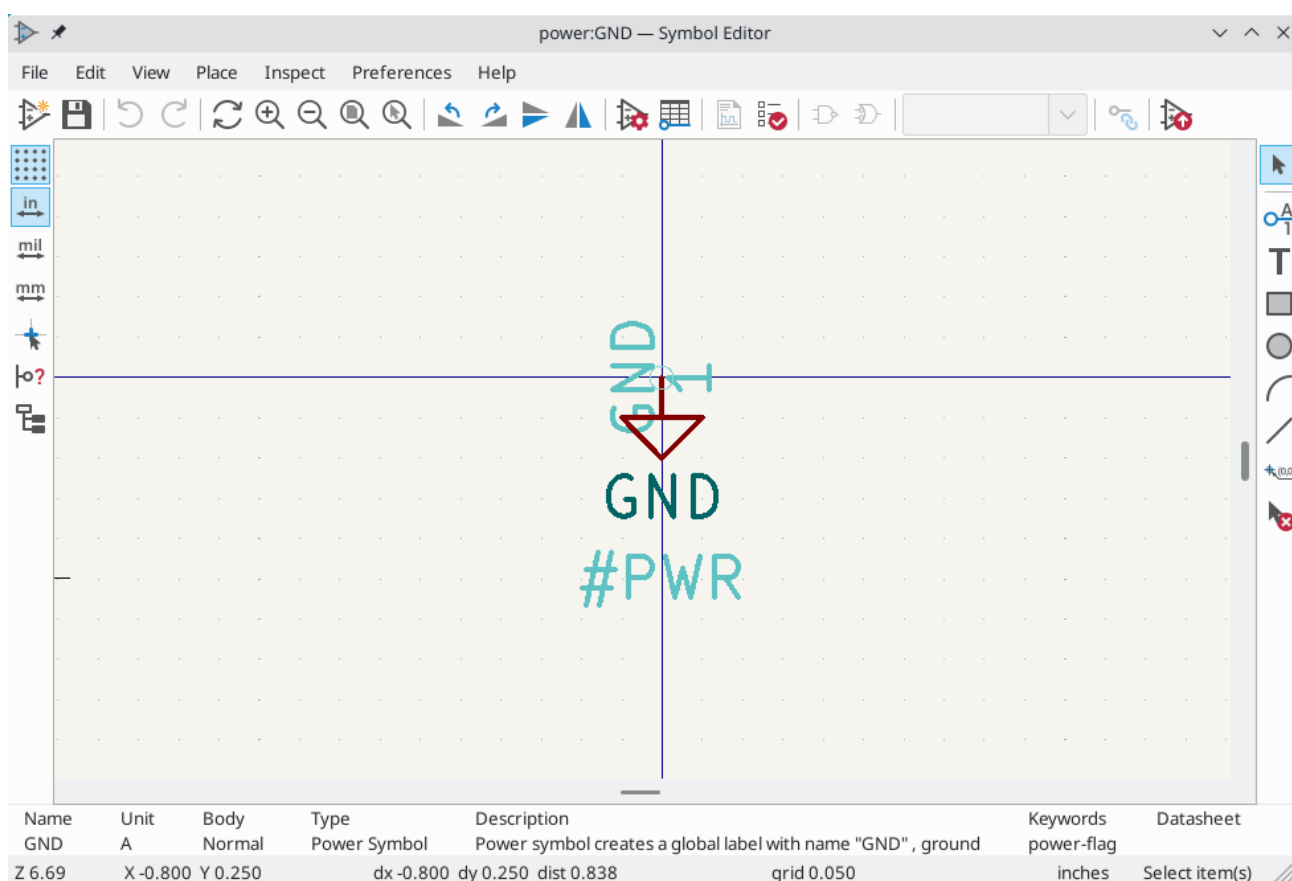 power:GND — Symbol Editor
File Edit View Place Inspect Preferences Help
in
mil
mm
?
A
1
T
GND
1
GND
#PWR
(0,0
Name Unit Body Type Description Keywords Datasheet
GND A Normal Power Symbol Power symbol creates a global label with name "GND" , ground power-flag
Z 6.69 X -0.800 Y 0.250 dx -0.800 dy 0.250 dist 0.838 grid 0.050 inches Select item(s)